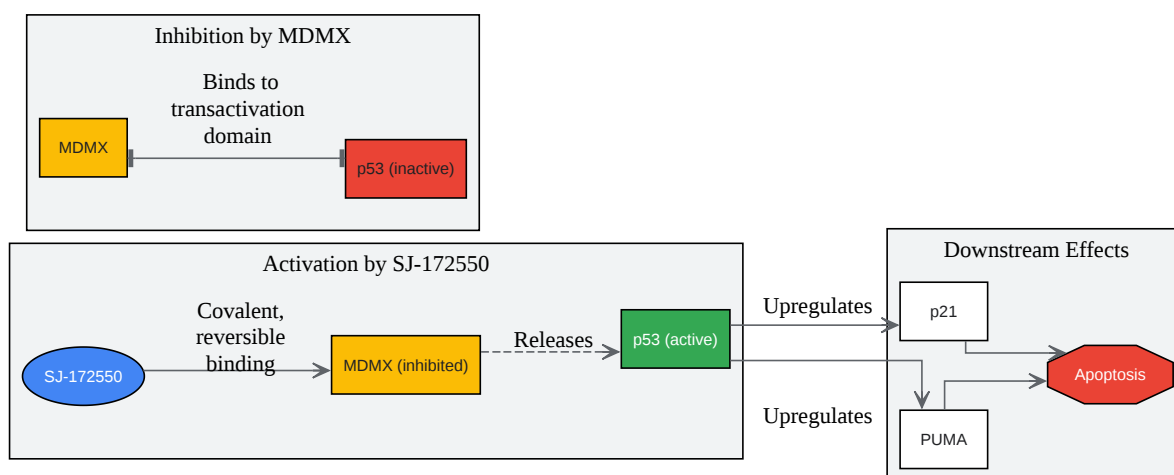 Inhibition by MDMX
Binds to
transactivation
domain
MDMX
p53 (inactive)
Activation by SJ-172550
Covalent,
reversible
binding
SJ-172550
MDMX (inhibited)
Releases
p53 (active)
Upregulates
Upregulates
Downstream Effects
p21
Apoptosis
PUMA